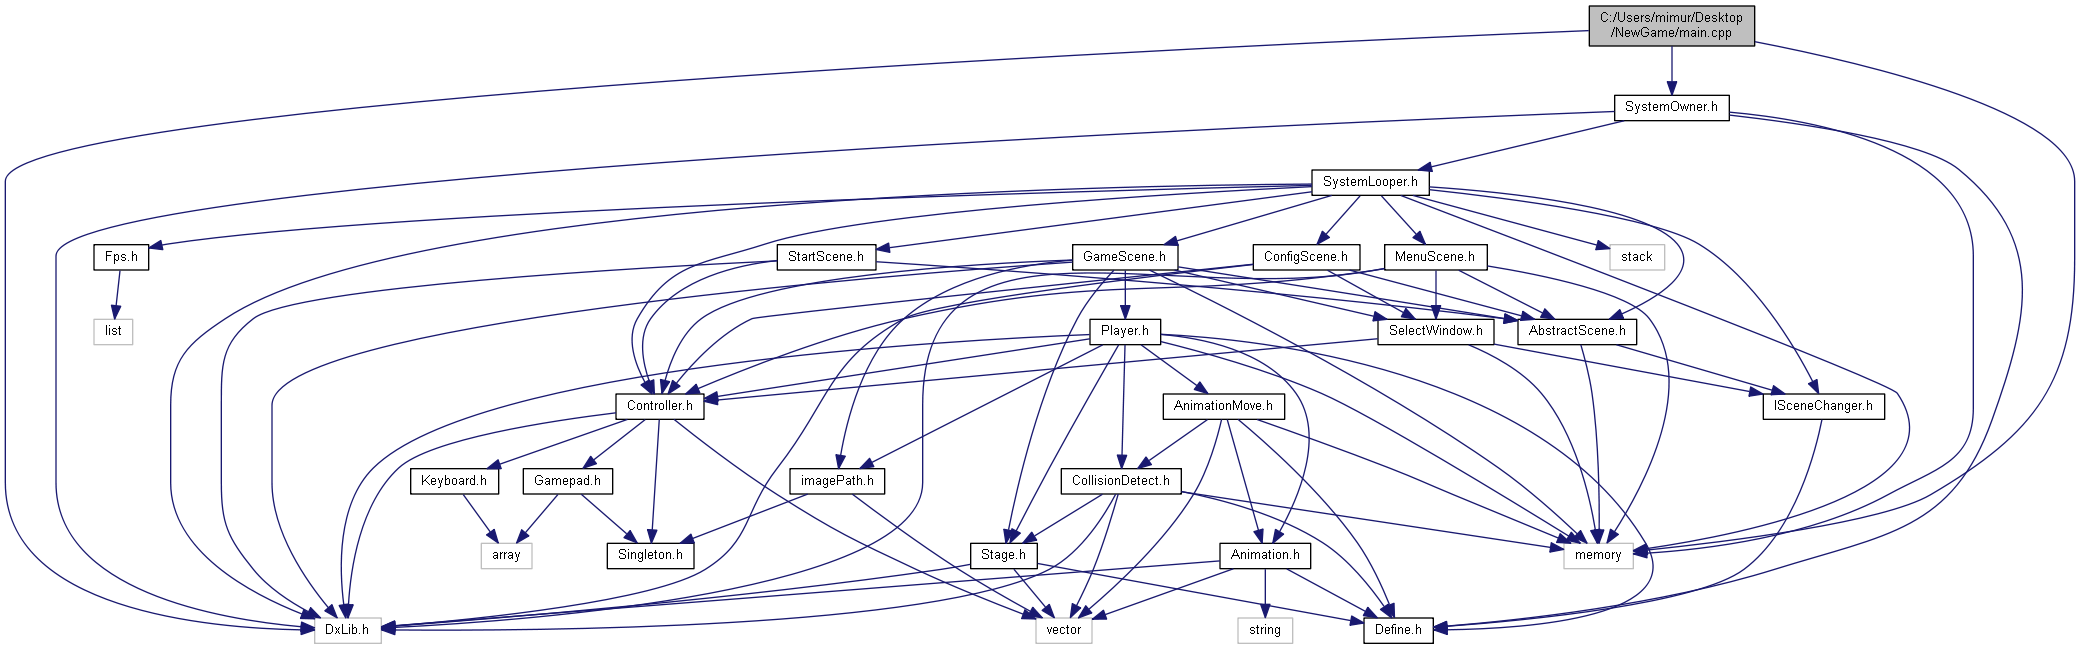 C:/Users/mimur/Desktop
/NewGame/main.cpp
SystemOwner.h
SystemLooper.h
Fps.h
StartScene.h
GameScene.h
ConfigScene.h
MenuScene.h
stack
list
Player.h
SelectWindow.h
AbstractScene.h
Controller.h
AnimationMove.h
ISceneChanger.h
Keyboard.h
Gamepad.h
imagePath.h
CollisionDetect.h
array
Singleton.h
Stage.h
Animation.h
memory
DxLib.h
vector
string
Define.h